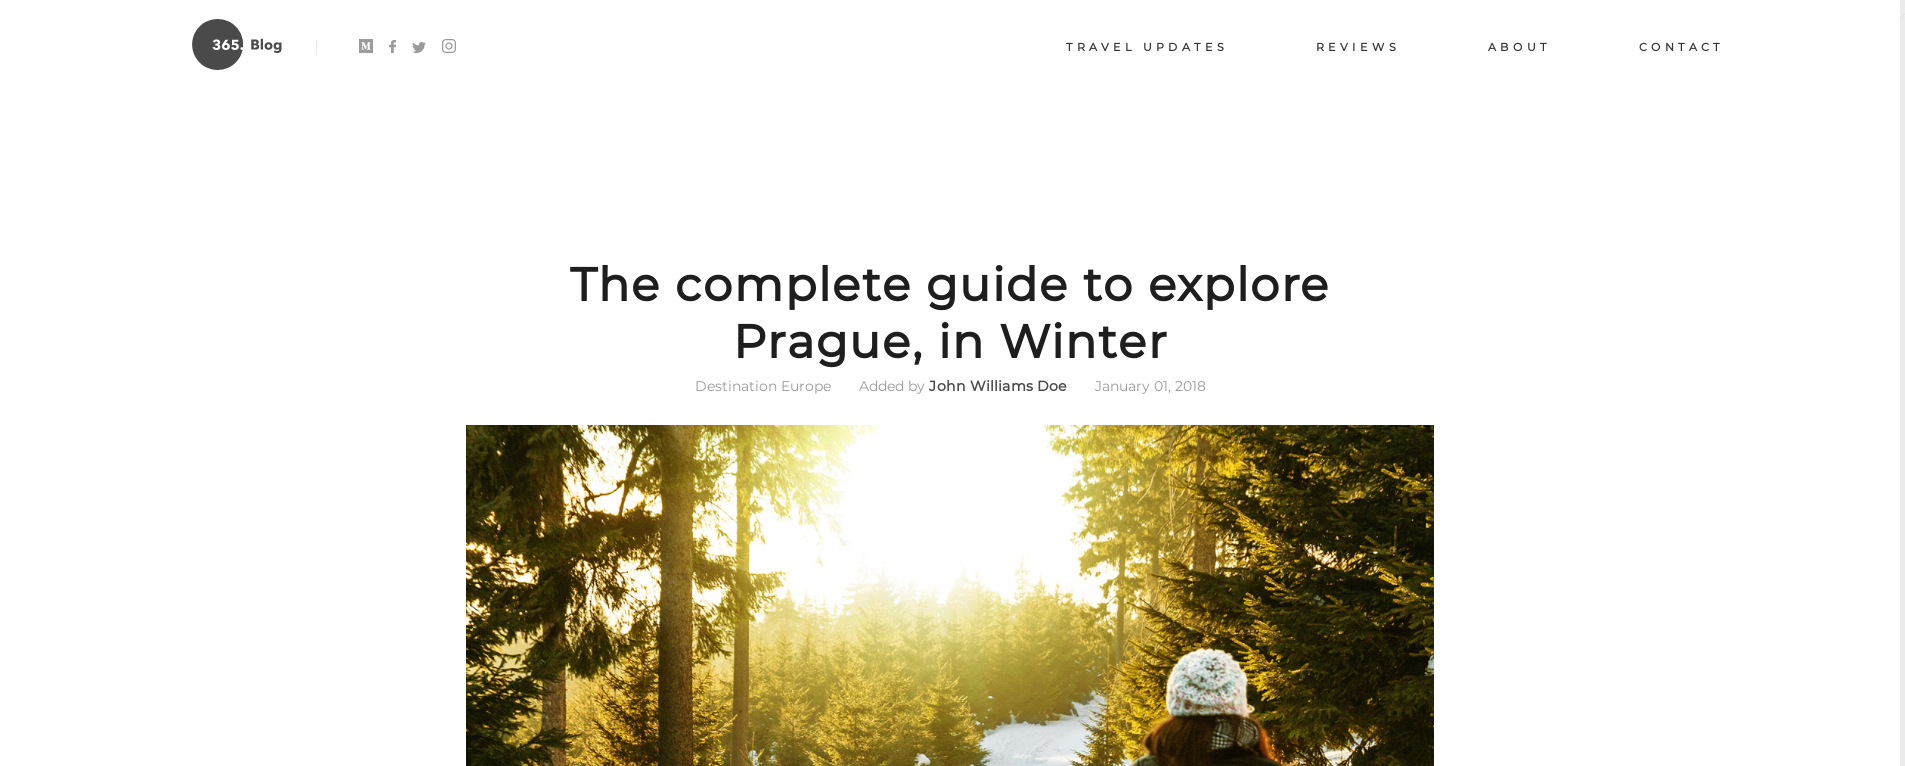 365. Blog
TRAVEL UPDATES
REVIEWS
ABOUT
CONTACT
The complete guide to explore
Prague, in Winter
Destination Europe
Added by John Williams Doe
January 01, 2018